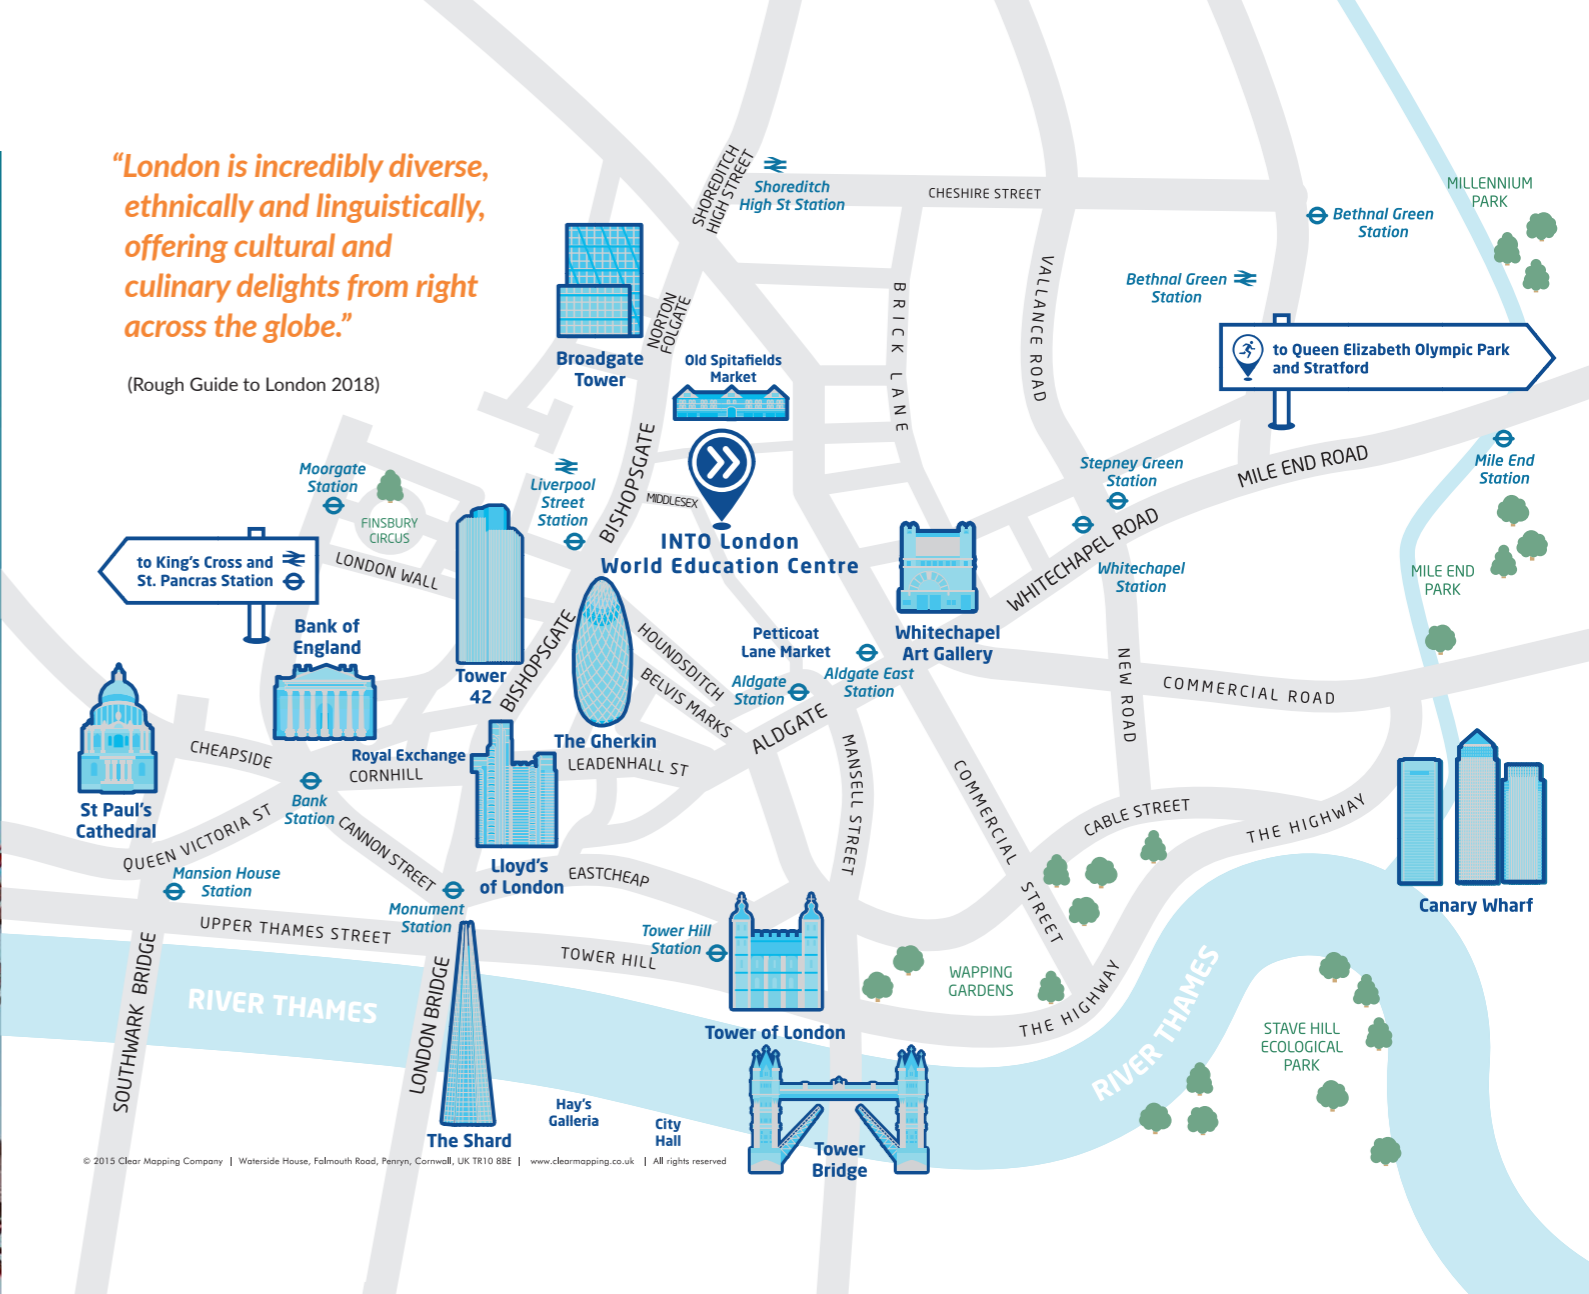 “London is incredibly diverse,
ethnically and linguistically,
offering cultural and
culinary delights from right
across the globe.”
(Rough Guide to London 2018)
SHOREDITCH
HIGH STREET
Shoreditch
High St Station
CHESHIRE STREET
MILLENNIUM
PARK
Bethnal Green
Station
Bethnal Green
Station
VALLANCE ROAD
BRICK LANE
NORTON
FOLGATE
Broadgate
Tower
Old Spitafields
Market
to Queen Elizabeth Olympic Park
and Stratford
BISHOPSGATE
MILE END ROAD
Mile End
Station
Stepney Green
Station
Moorgate
Station
Liverpool
Street
Station
MIDDLESEX
FINSBURY
CIRCUS
LONDON WALL
INTO London
World Education Centre
WHITECHAPEL ROAD
Whitechapel
Station
MILE END
PARK
to King's Cross and
St. Pancras Station
Bank of
England
BISHOPSGATE
HOUNDSDITCH
BELVIS MARKS
Petticoat
Lane Market
Whitechapel
Art Gallery
Tower
42
Aldgate
Station
Aldgate East
Station
NEW ROAD
COMMERCIAL ROAD
ALDGATE
The Gherkin
CHEAPSIDE
Royal Exchange
CORNHILL
LEADENHALL ST
MANSELL STREET
COMMERCIAL STREET
CABLE STREET
THE HIGHWAY
St Paul's
Cathedral
Bank
Station
QUEEN VICTORIA ST
CANNON STREET
Mansion House
Station
Lloyd's
of London
EASTCHEAP
Canary Wharf
Monument
Station
UPPER THAMES STREET
TOWER HILL
Tower Hill
Station
WAPPING
GARDENS
THE HIGHWAY
RIVER THAMES
RIVER THAMES
SOUTHWARK BRIDGE
LONDON BRIDGE
Tower of London
STAVE HILL
ECOLOGICAL
PARK
Hay's
Galleria
City
Hall
The Shard
Tower
Bridge
© 2015 Clear Mapping Company | Waterside House, Falmouth Road, Penryn, Cornwall, UK TR10 8BE | www.clearmapping.co.uk | All rights reserved